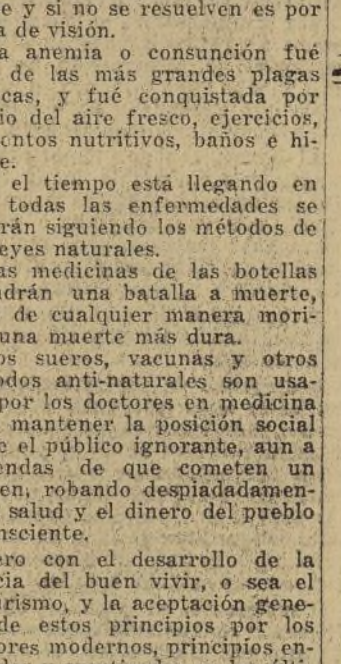 e y si no se resuelven es por
a de visión.
a anemia o consunción fué
de las más grandes plagas
cas, y fué conquistada por
io del aire fresco, ejercicios,
entos nutritivos, baños e hi-
e.
el tiempo está llegando en
todas las enfermedades se
rán siguiendo los métodos de
eyes naturales.
as medicinas de las botellas
ndrán una batalla a muerte,
de cualquier manera mori-
una muerte más dura.
os sueros, vacunas y otros
odos anti-naturales son usa-
por los doctores en medicina
mantener la posición social
e el público ignorante, aun a
endas de que cometen un
en, robando despiadadamen-
salud y el dinero del pueblo
nsciente.
ero con el desarrollo de la
cia del buen vivir, o sea el
urismo, y la aceptación gene-
de estos principios por los
ores modernos, principios en-